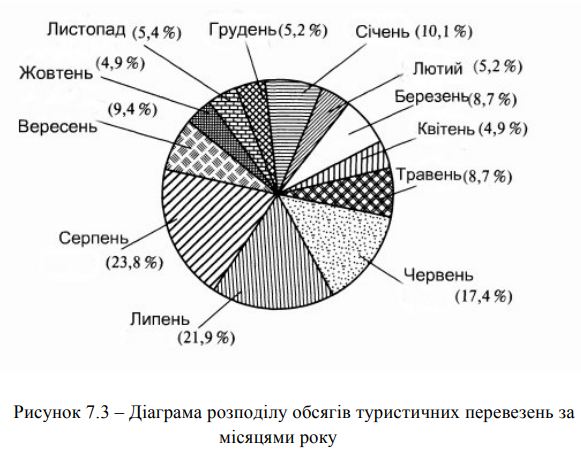 Листопад (5,4 %)
Грудень (5,2 %)
Січень (10,1 %)
Жовтень (4,9 %)
Лютий (5,2 %)
Березень (8,7 %)
Вересень (9,4 %)
Квітень (4,9 %)
Травень (8,7 %)
Серпень (23,8 %)
Червень (17,4 %)
Липень (21,9 %)
Рисунок 7.3 – Діаграма розподілу обсягів туристичних перевезень за
місяцями року